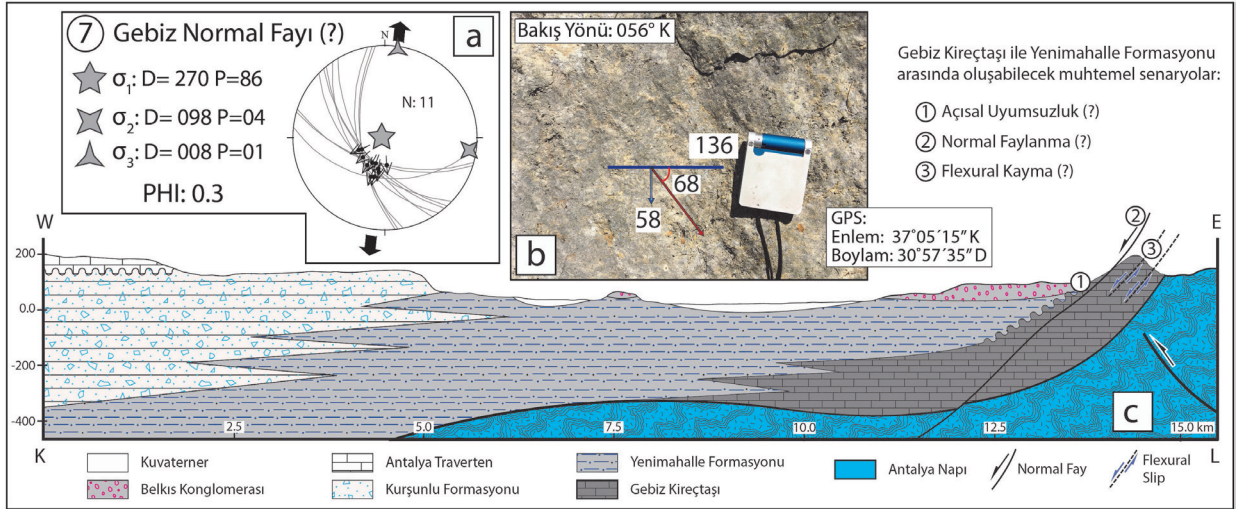 7 Gebiz Normal Fayı (?)
a
σ1: D= 270 P=86
σ2: D= 098 P=04
σ3: D= 008 P=01
PHI: 0.3
N
N: 11
Bakış Yönü: 056° K
136
68
58
b
GPS:
Enlem: 37°05´15″K
Boylam: 30°57´35″D
Gebiz Kireçtaşı ile Yenimahalle Formasyonu
arasında oluşabilecek muhtemel senaryolar:
1 Açısal Uyumsuzluk (?)
2 Normal Faylanma (?)
3 Flexural Kayma (?)
W
E
200
0.0
-200
-400
2
3
1
c
2.5
5.0
7.5
10.0
12.5
15.0 km
K
L
Kuvaterner
Antalya Traverten
Yenimahalle Formasyonu
Antalya Napı
Normal Fay
Flexural
Slip
Belkıs Konglomerası
Kurşunlu Formasyonu
Gebiz Kireçtaşı